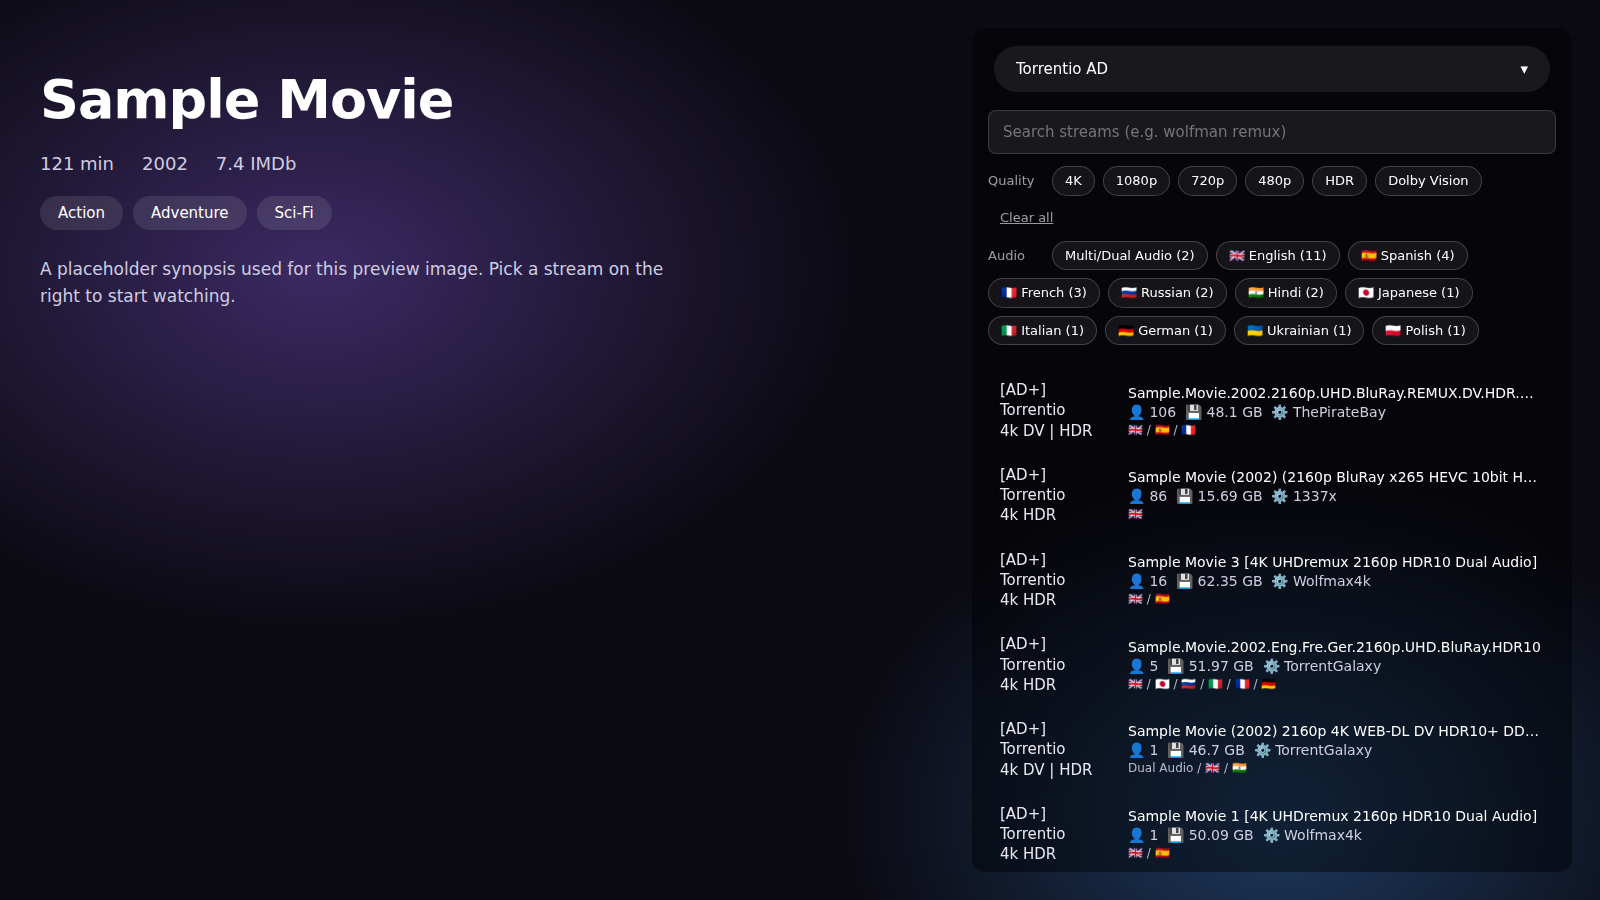 Sample Movie
121 min 2002 7.4 IMDb
Action Adventure Sci-Fi
A placeholder synopsis used for this preview image. Pick a stream on the
right to start watching.
Torrentio AD ▾
Search streams (e.g. wolfman remux)
Quality 4K 1080p 720p 480p HDR Dolby Vision
Clear all
Audio Multi/Dual Audio (2) 🇬🇧 English (11) 🇪🇸 Spanish (4)
🇫🇷 French (3) 🇷🇺 Russian (2) 🇮🇳 Hindi (2) 🇯🇵 Japanese (1)
🇮🇹 Italian (1) 🇩🇪 German (1) 🇺🇦 Ukrainian (1) 🇵🇱 Polish (1)
[AD+]
Torrentio
4k DV | HDR
Sample.Movie.2002.2160p.UHD.BluRay.REMUX.DV.HDR....
👤 106 💾 48.1 GB ⚙️ ThePirateBay
🇬🇧 / 🇪🇸 / 🇫🇷
[AD+]
Torrentio
4k HDR
Sample Movie (2002) (2160p BluRay x265 HEVC 10bit H...
👤 86 💾 15.69 GB ⚙️ 1337x
🇬🇧
[AD+]
Torrentio
4k HDR
Sample Movie 3 [4K UHDremux 2160p HDR10 Dual Audio]
👤 16 💾 62.35 GB ⚙️ Wolfmax4k
🇬🇧 / 🇪🇸
[AD+]
Torrentio
4k HDR
Sample.Movie.2002.Eng.Fre.Ger.2160p.UHD.BluRay.HDR10
👤 5 💾 51.97 GB ⚙️ TorrentGalaxy
🇬🇧 / 🇯🇵 / 🇷🇺 / 🇮🇹 / 🇫🇷 / 🇩🇪
[AD+]
Torrentio
4k DV | HDR
Sample Movie (2002) 2160p 4K WEB-DL DV HDR10+ DD...
👤 1 💾 46.7 GB ⚙️ TorrentGalaxy
Dual Audio / 🇬🇧 / 🇮🇳
[AD+]
Torrentio
4k HDR
Sample Movie 1 [4K UHDremux 2160p HDR10 Dual Audio]
👤 1 💾 50.09 GB ⚙️ Wolfmax4k
🇬🇧 / 🇪🇸